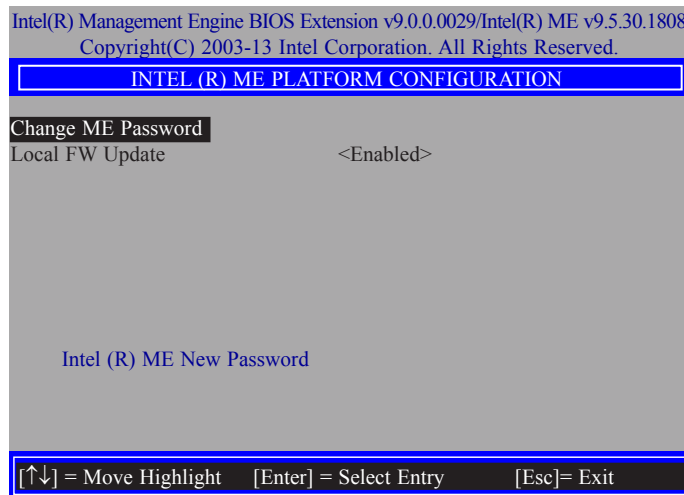 Intel(R) Management Engine BIOS Extension v9.0.0.0029/Intel(R) ME v9.5.30.1808
Copyright(C) 2003-13 Intel Corporation. All Rights Reserved.
INTEL (R) ME PLATFORM CONFIGURATION
Change ME Password
Local FW Update <Enabled>
Intel (R) ME New Password
[↑↓] = Move Highlight [Enter] = Select Entry [Esc]= Exit